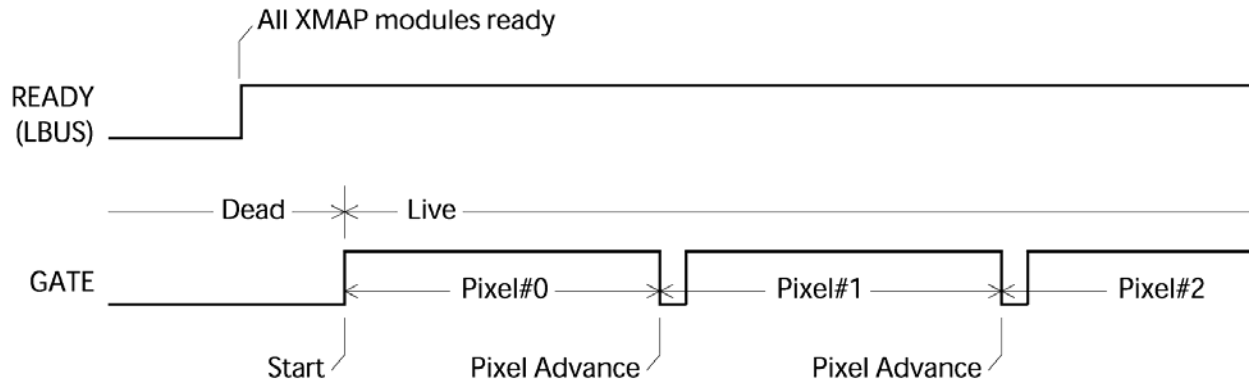 All XMAP modules ready
READY
(LBUS)
Dead
Live
GATE
Pixel#0
Pixel#1
Pixel#2
Start
Pixel Advance
Pixel Advance